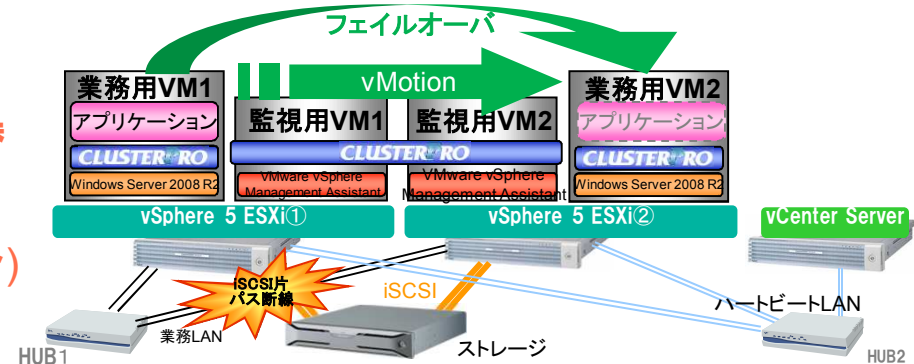 フェイルオーバ
vMotion
業務用VM1
アプリケーション
CLUSTERPRO
Windows Server 2008 R2
監視用VM1
監視用VM2
CLUSTERPRO
VMware vSphere
Management Assistant
VMware vSphere
Management Assistant
業務用VM2
アプリケーション
CLUSTERPRO
Windows Server 2008 R2
vSphere 5 ESXi①
vSphere 5 ESXi②
vCenter Server
iSCSI片
パス断線
iSCSI
ハートビートLAN
業務LAN
ストレージ
HUB1
HUB2